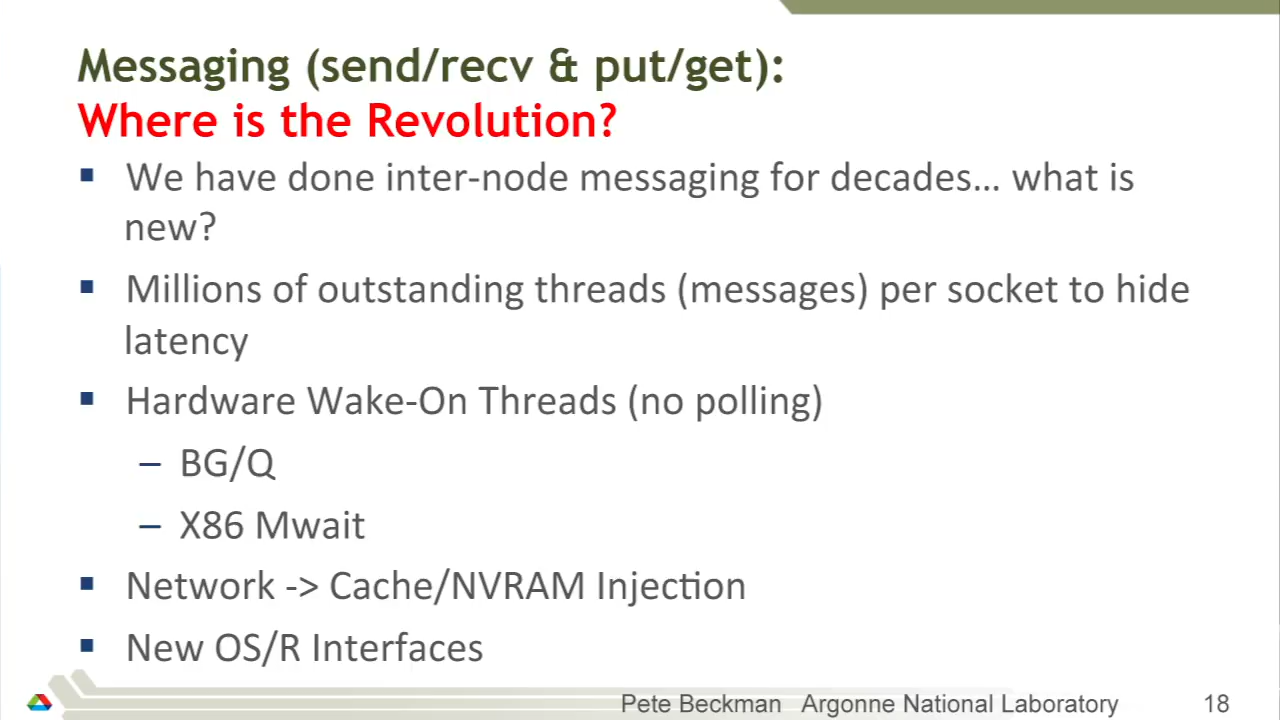 Messaging (send/recv & put/get):
Where is the Revolution?
▪ We have done inter-node messaging for decades... what is
new?
▪ Millions of outstanding threads (messages) per socket to hide
latency
▪ Hardware Wake-On Threads (no polling)
– BG/Q
– X86 Mwait
▪ Network -> Cache/NVRAM Injection
▪ New OS/R Interfaces
Pete Beckman Argonne National Laboratory 18